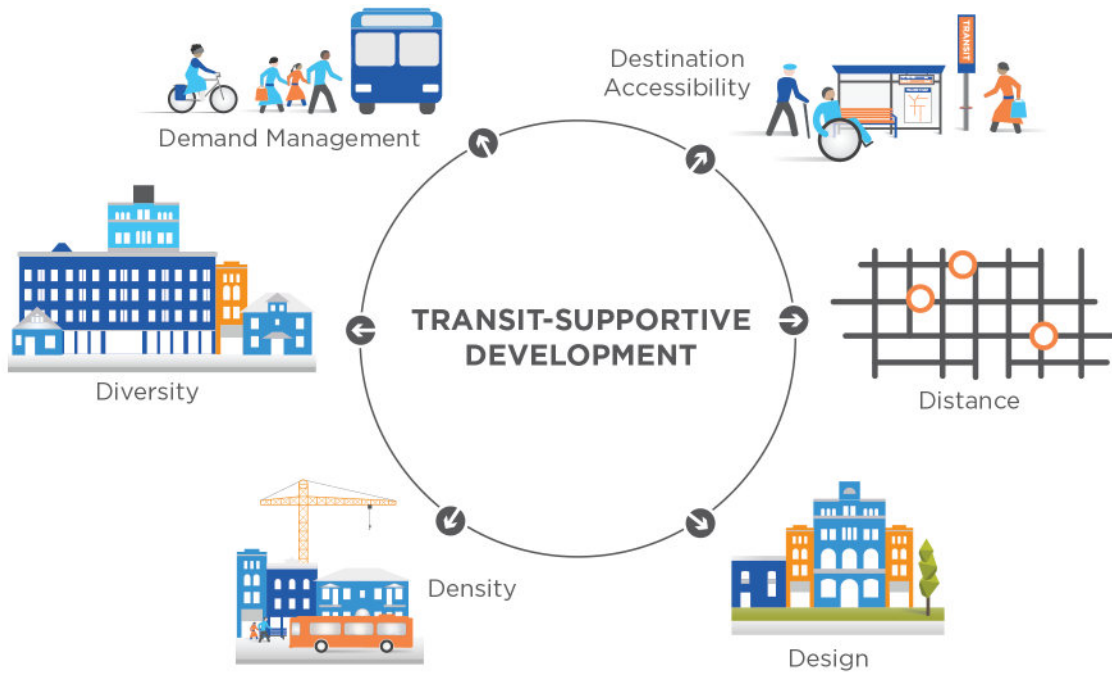 Demand Management
Destination
Accessibility
TRANSIT
Diversity
TRANSIT-SUPPORTIVE
DEVELOPMENT
Distance
Density
Design